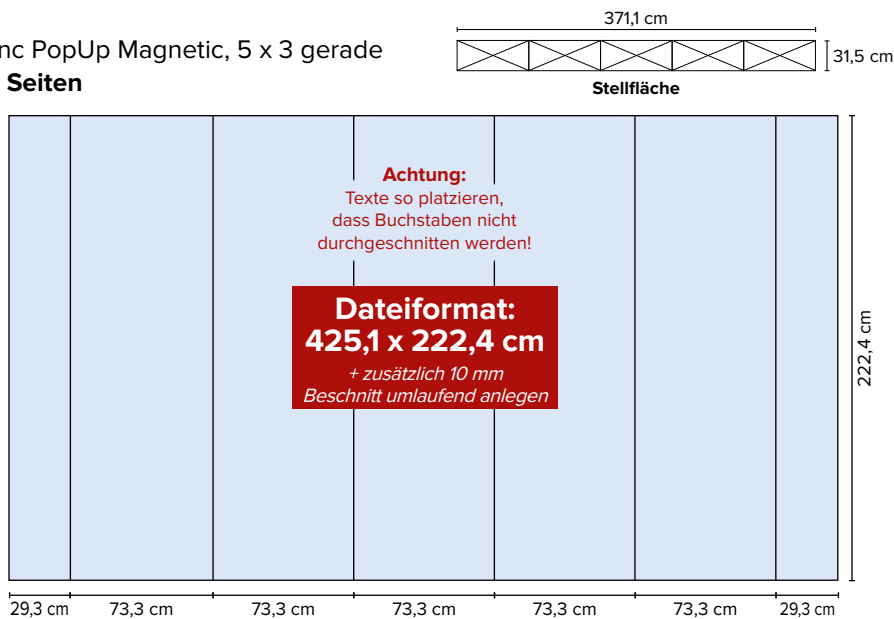 PopUp Magnetic, 5 x 3 gerade
Seiten
371,1 cm
31,5 cm
Stellfläche
Achtung:
Texte so platzieren,
dass Buchstaben nicht
durchgeschnitten werden!
Dateiformat:
425,1 x 222,4 cm
+ zusätzlich 10 mm
Beschnitt umlaufend anlegen
222,4 cm
29,3 cm 73,3 cm 73,3 cm 73,3 cm 73,3 cm 73,3 cm 29,3 cm